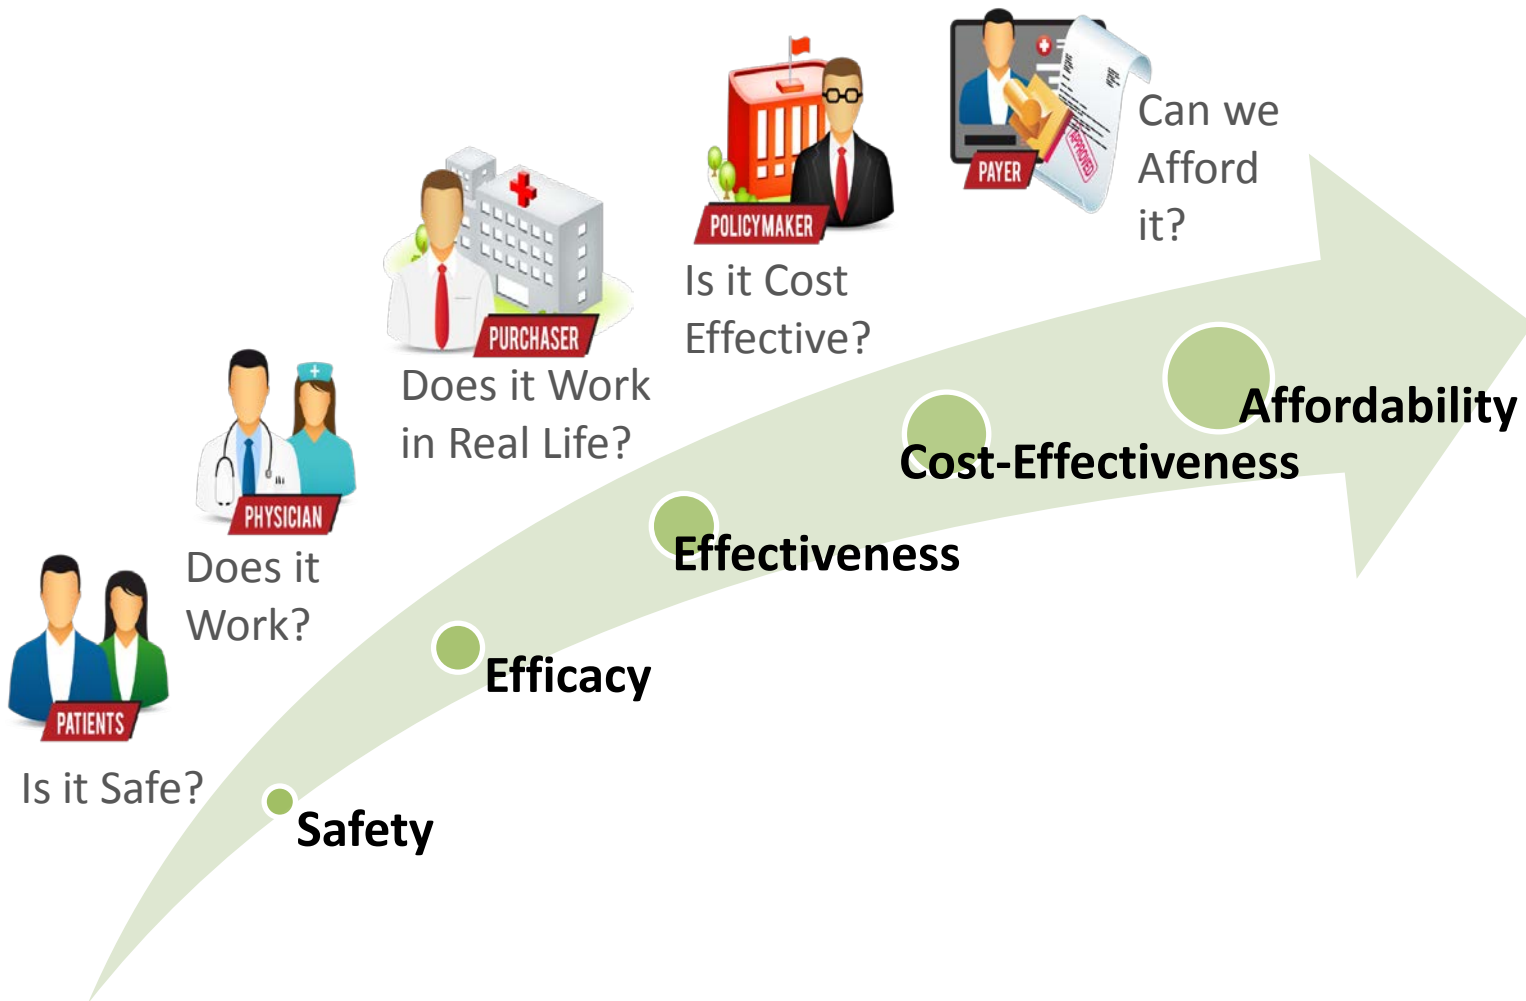 PATIENTS
Is it Safe?
Safety
PHYSICIAN
Does it
Work?
Efficacy
PURCHASER
Does it Work
in Real Life?
Effectiveness
POLICYMAKER
Is it Cost
Effective?
Cost-Effectiveness
PAYER
APPROVED
Can we
Afford
it?
Affordability